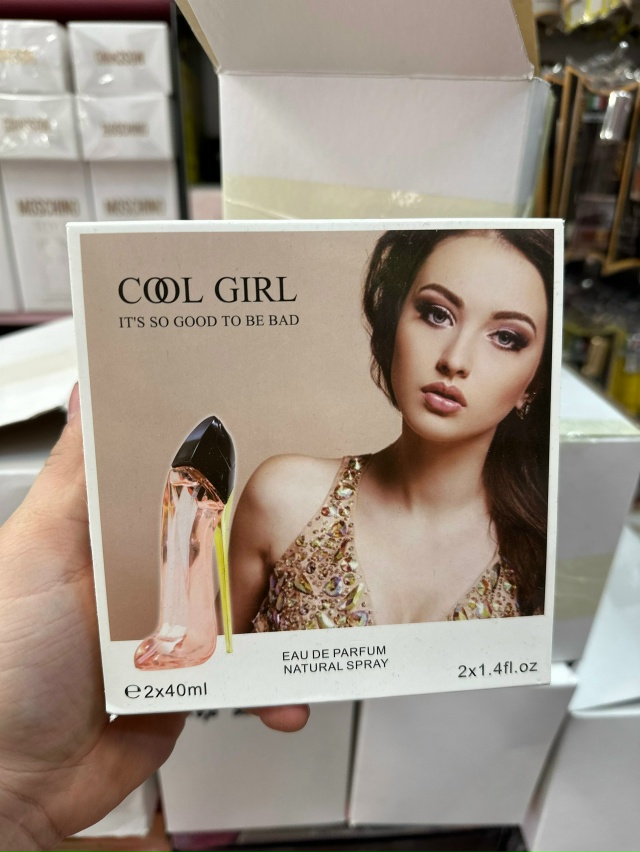 MOSCHINO
MOSCHINO
COOL GIRL
IT'S SO GOOD TO BE BAD
EAU DE PARFUM
NATURAL SPRAY
℮2x40ml
2x1.4fl.oz